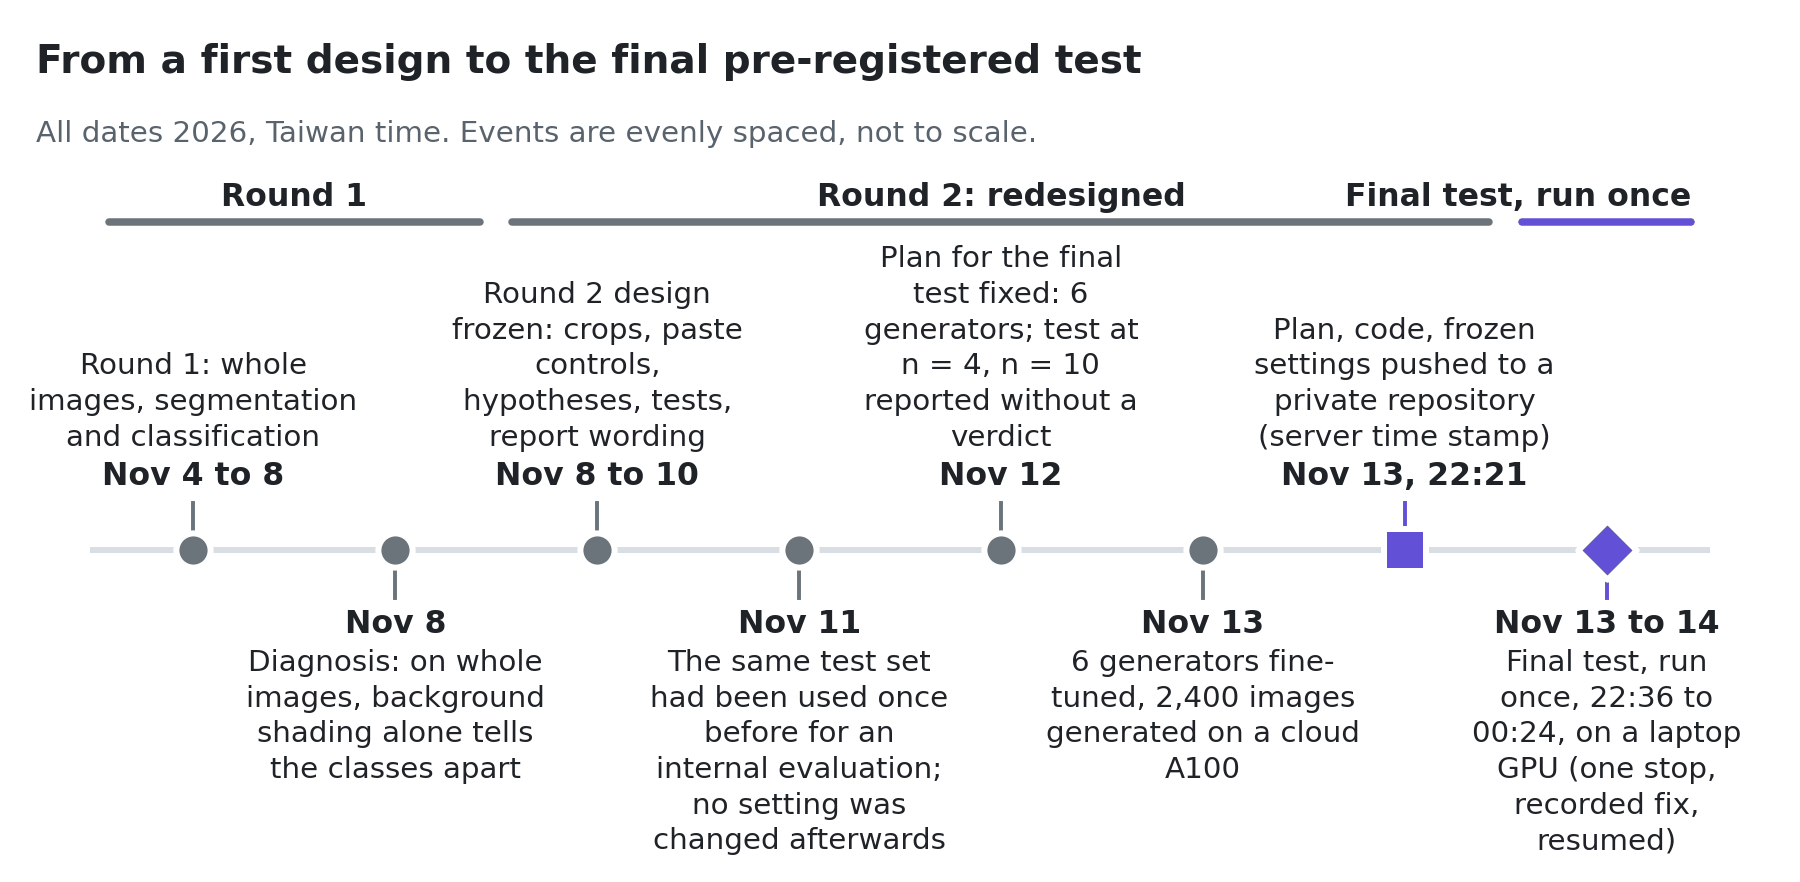 From a first design to the final pre-registered test
All dates 2026, Taiwan time. Events are evenly spaced, not to scale.
Round 1
Round 2: redesigned
Final test, run once
Round 1: whole
images, segmentation
and classification
Nov 4 to 8
Nov 8
Diagnosis: on whole
images, background
shading alone tells
the classes apart
Round 2 design
frozen: crops, paste
controls,
hypotheses, tests,
report wording
Nov 8 to 10
Nov 11
The same test set
had been used once
before for an
internal evaluation;
no setting was
changed afterwards
Plan for the final
test fixed: 6
generators; test at
n = 4, n = 10
reported without a
verdict
Nov 12
Nov 13
6 generators fine-
tuned, 2,400 images
generated on a cloud
A100
Plan, code, frozen
settings pushed to a
private repository
(server time stamp)
Nov 13, 22:21
Nov 13 to 14
Final test, run
once, 22:36 to
00:24, on a laptop
GPU (one stop,
recorded fix,
resumed)